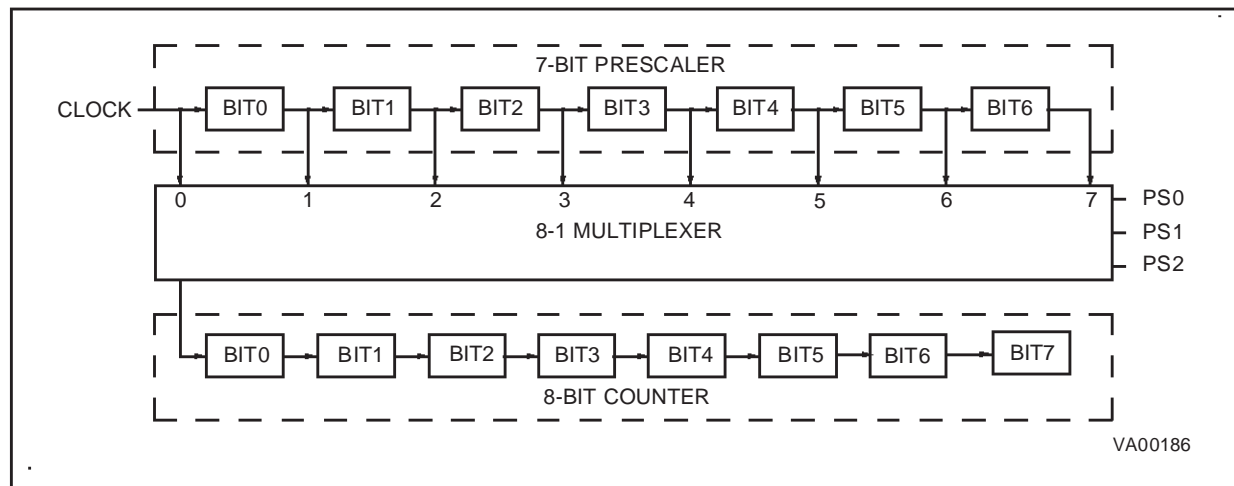 7-BIT PRESCALER
CLOCK BIT0 BIT1 BIT2 BIT3 BIT4 BIT5 BIT6
0 1 2 3 4 5 6 7 PS0
8-1 MULTIPLEXER PS1
PS2
BIT0 BIT1 BIT2 BIT3 BIT4 BIT5 BIT6 BIT7
8-BIT COUNTER
VA00186